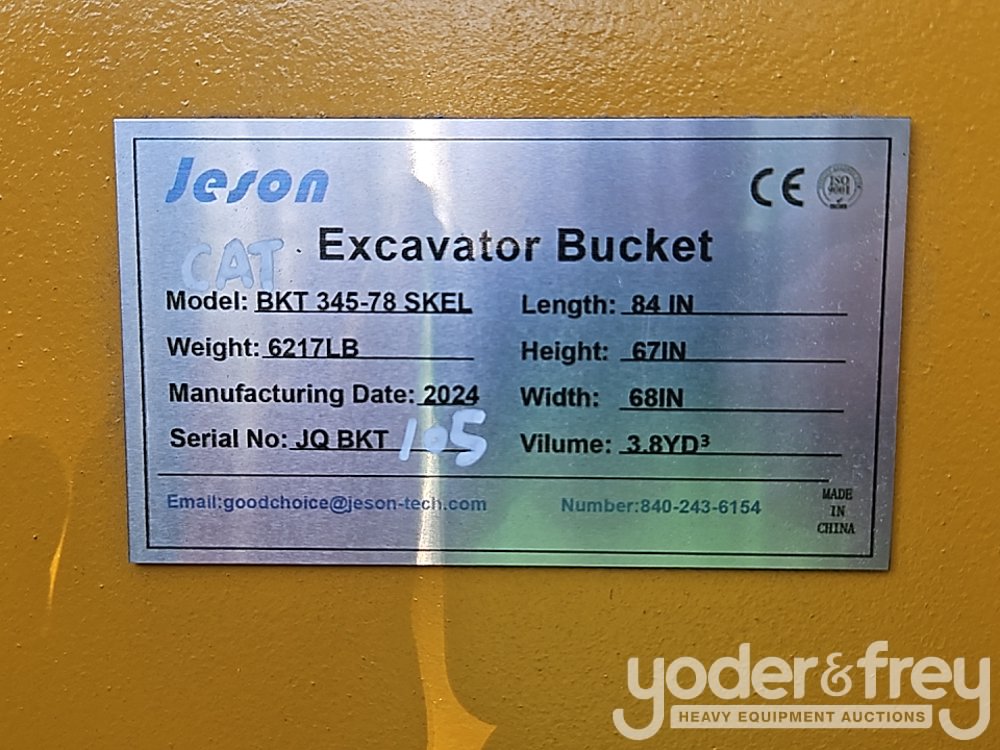 Jeson
CE
ISO
9001
CAT
Excavator Bucket
Model: BKT 345-78 SKEL
Length: 84 IN
Weight: 6217LB
Height: 67IN
Manufacturing Date: 2024
Width: 68IN
Serial No: JQ BKT 105
Vilume: 3.8YD³
Email:goodchoice@jeson-tech.com
Number:840-243-6154
MADE
IN
CHINA
yoder&frey
HEAVY EQUIPMENT AUCTIONS